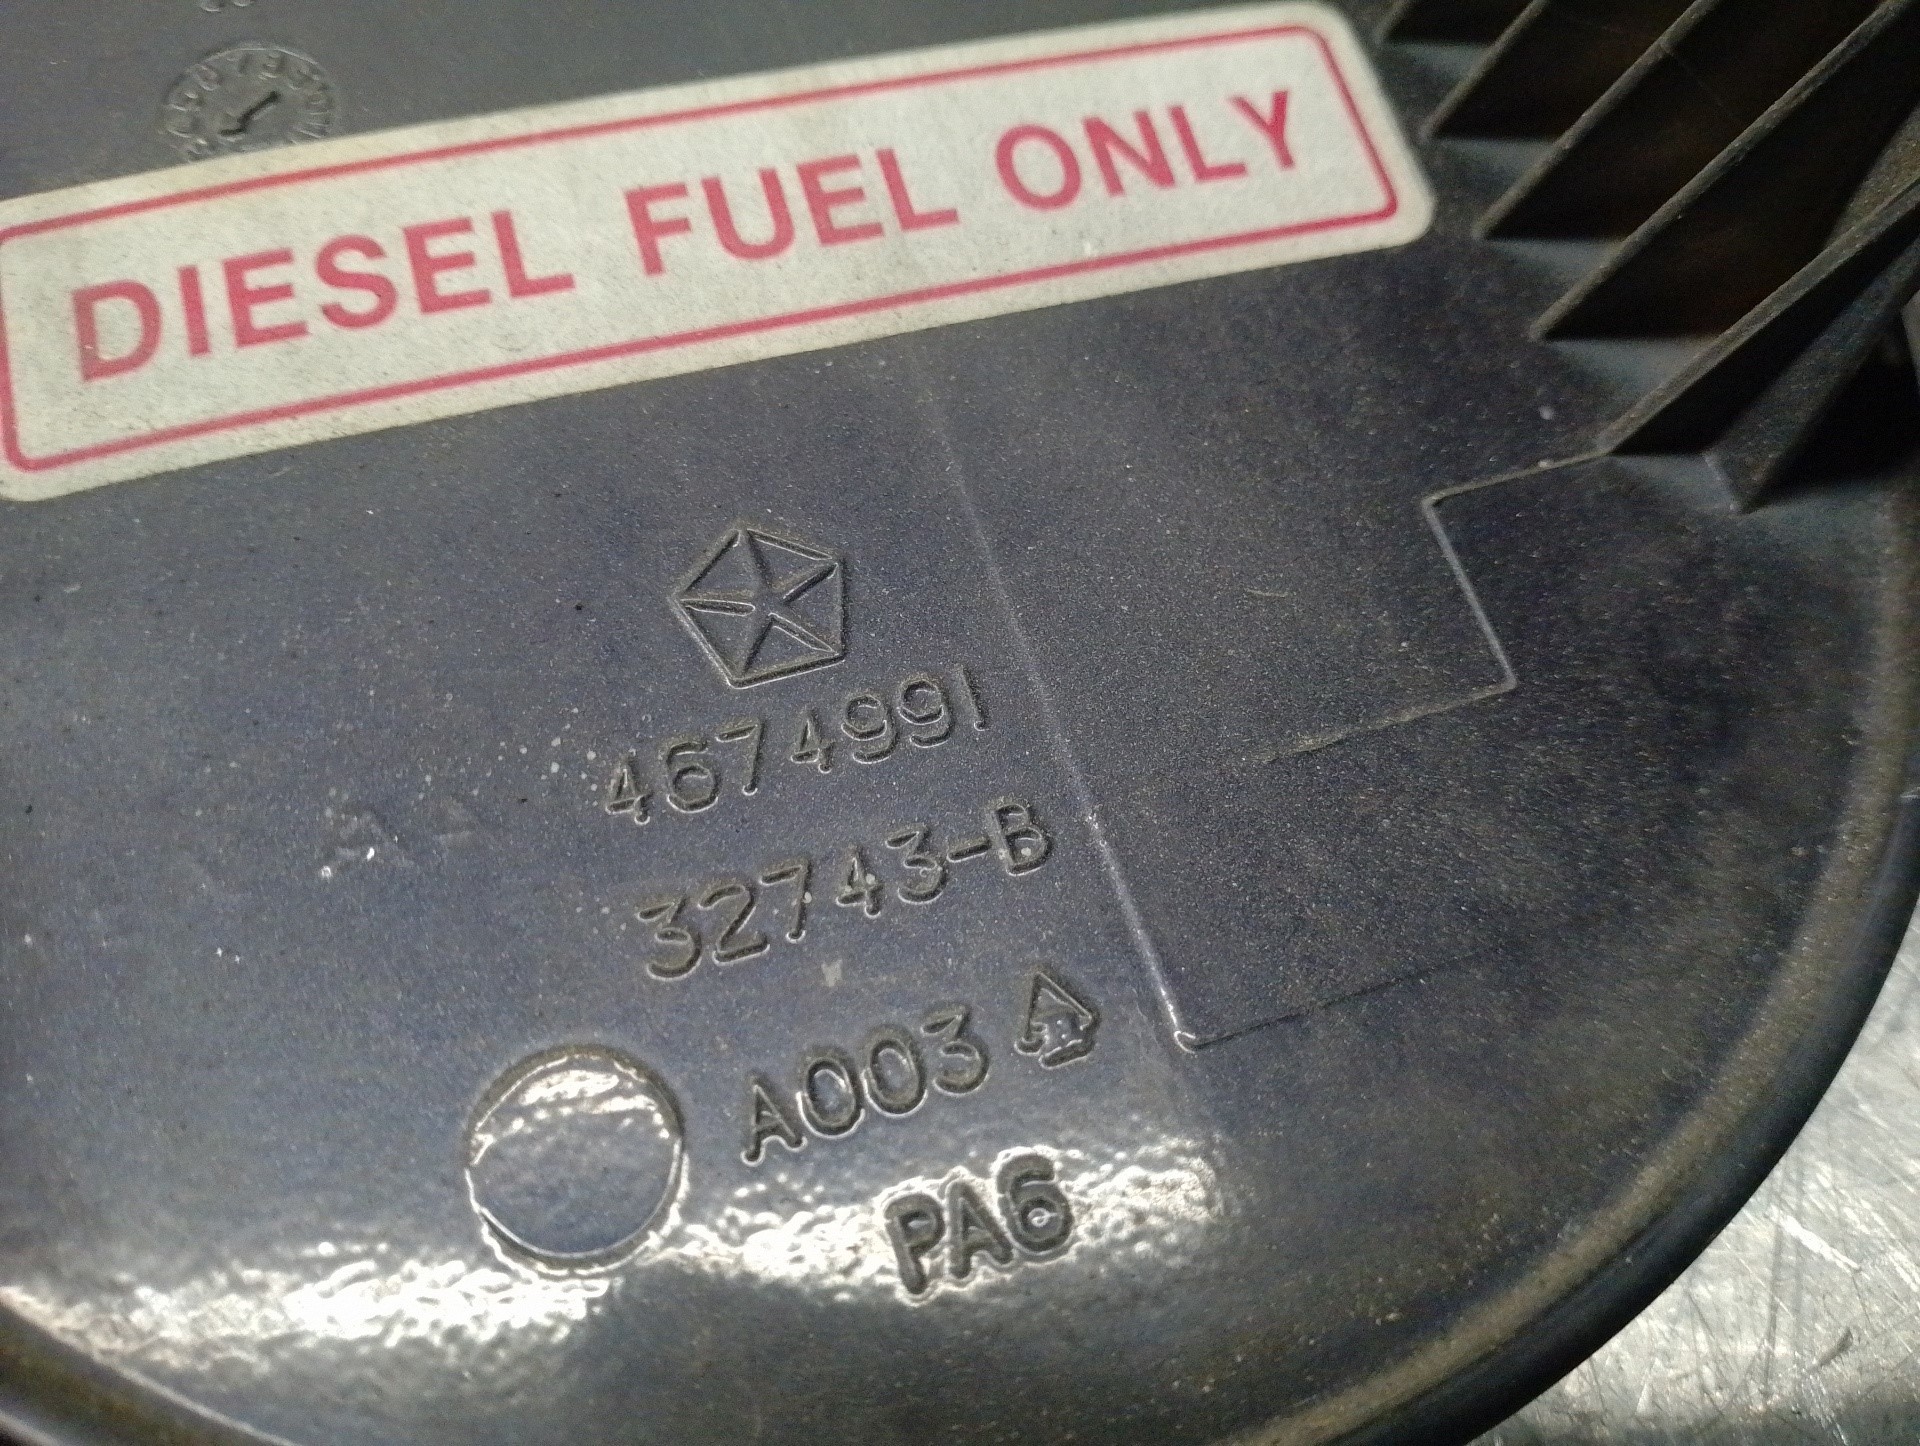 DIESEL FUEL ONLY
4674991
32743-B
A003
PA6